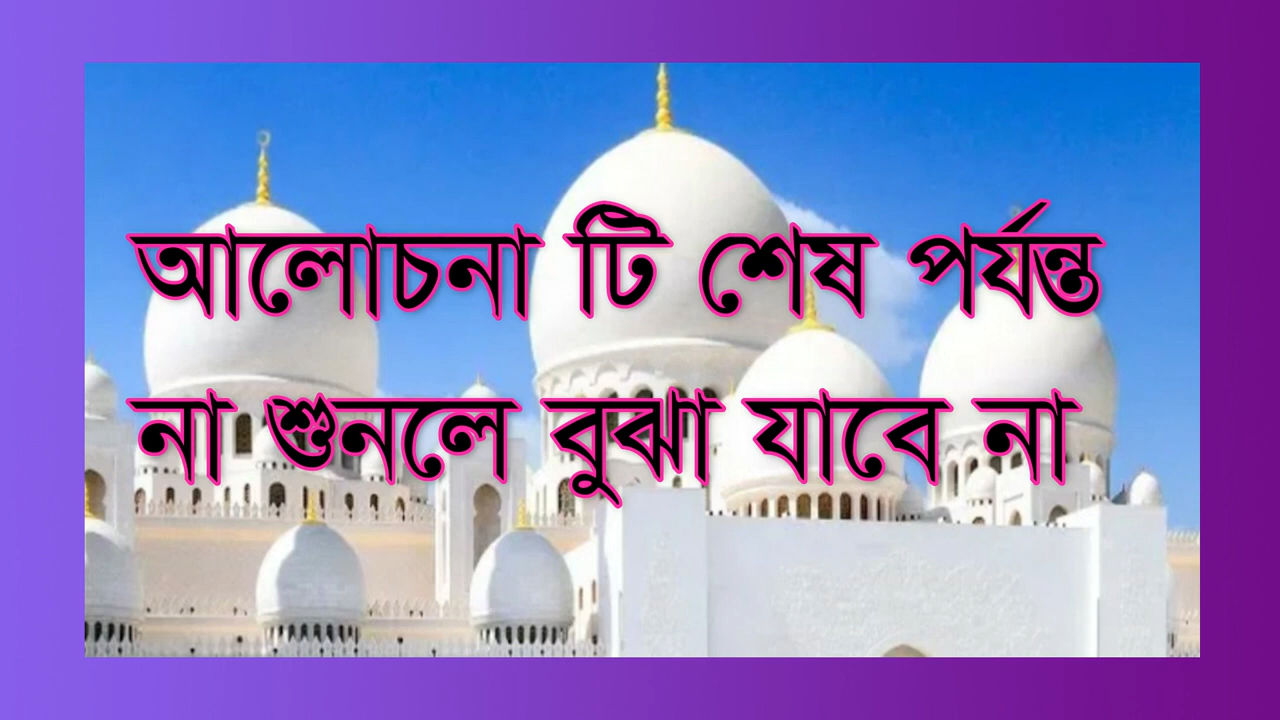 আলোচনা টি শেষ পর্যন্ত
না শুনলে বুঝা যাবে না